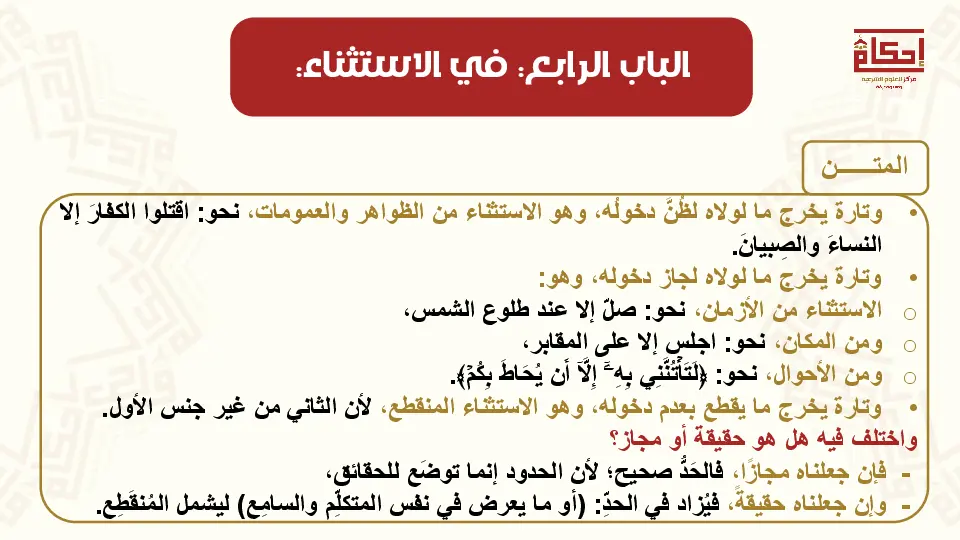 الباب الرابع: في الاستثناء:
إحكام
مركز للعلوم الشرعية
المتـــــن
• وتارة يخرج ما لولاه لظُنَّ دخولُه، وهو الاستثناء من الظواهر والعمومات، نحو: اقتلوا الكفارَ إلا
النساءَ والصِبيانَ.
• وتارة يخرج ما لولاه لجاز دخوله، وهو:
○ الاستثناء من الأزمان، نحو: صلّ إلا عند طلوع الشمس،
○ ومن المكان، نحو: اجلس إلا على المقابر،
○ ومن الأحوال، نحو: ﴿لَتَأۡتُنَّنِي بِهِۦٓ إِلَّآ أَن يُحَاطَ بِكُمۡ﴾.
• وتارة يخرج ما يقطع بعدم دخوله، وهو الاستثناء المنقطع، لأن الثاني من غير جنس الأول.
واختلف فيه هل هو حقيقة أو مجاز؟
- فإن جعلناه مجازًا، فالحَدُّ صحيح؛ لأن الحدود إنما توضَع للحقائق،
- وإن جعلناه حقيقةً، فيُزاد في الحدِّ: (أو ما يعرض في نفس المتكلِّم والسامِع) ليشمل المُنقَطِع.